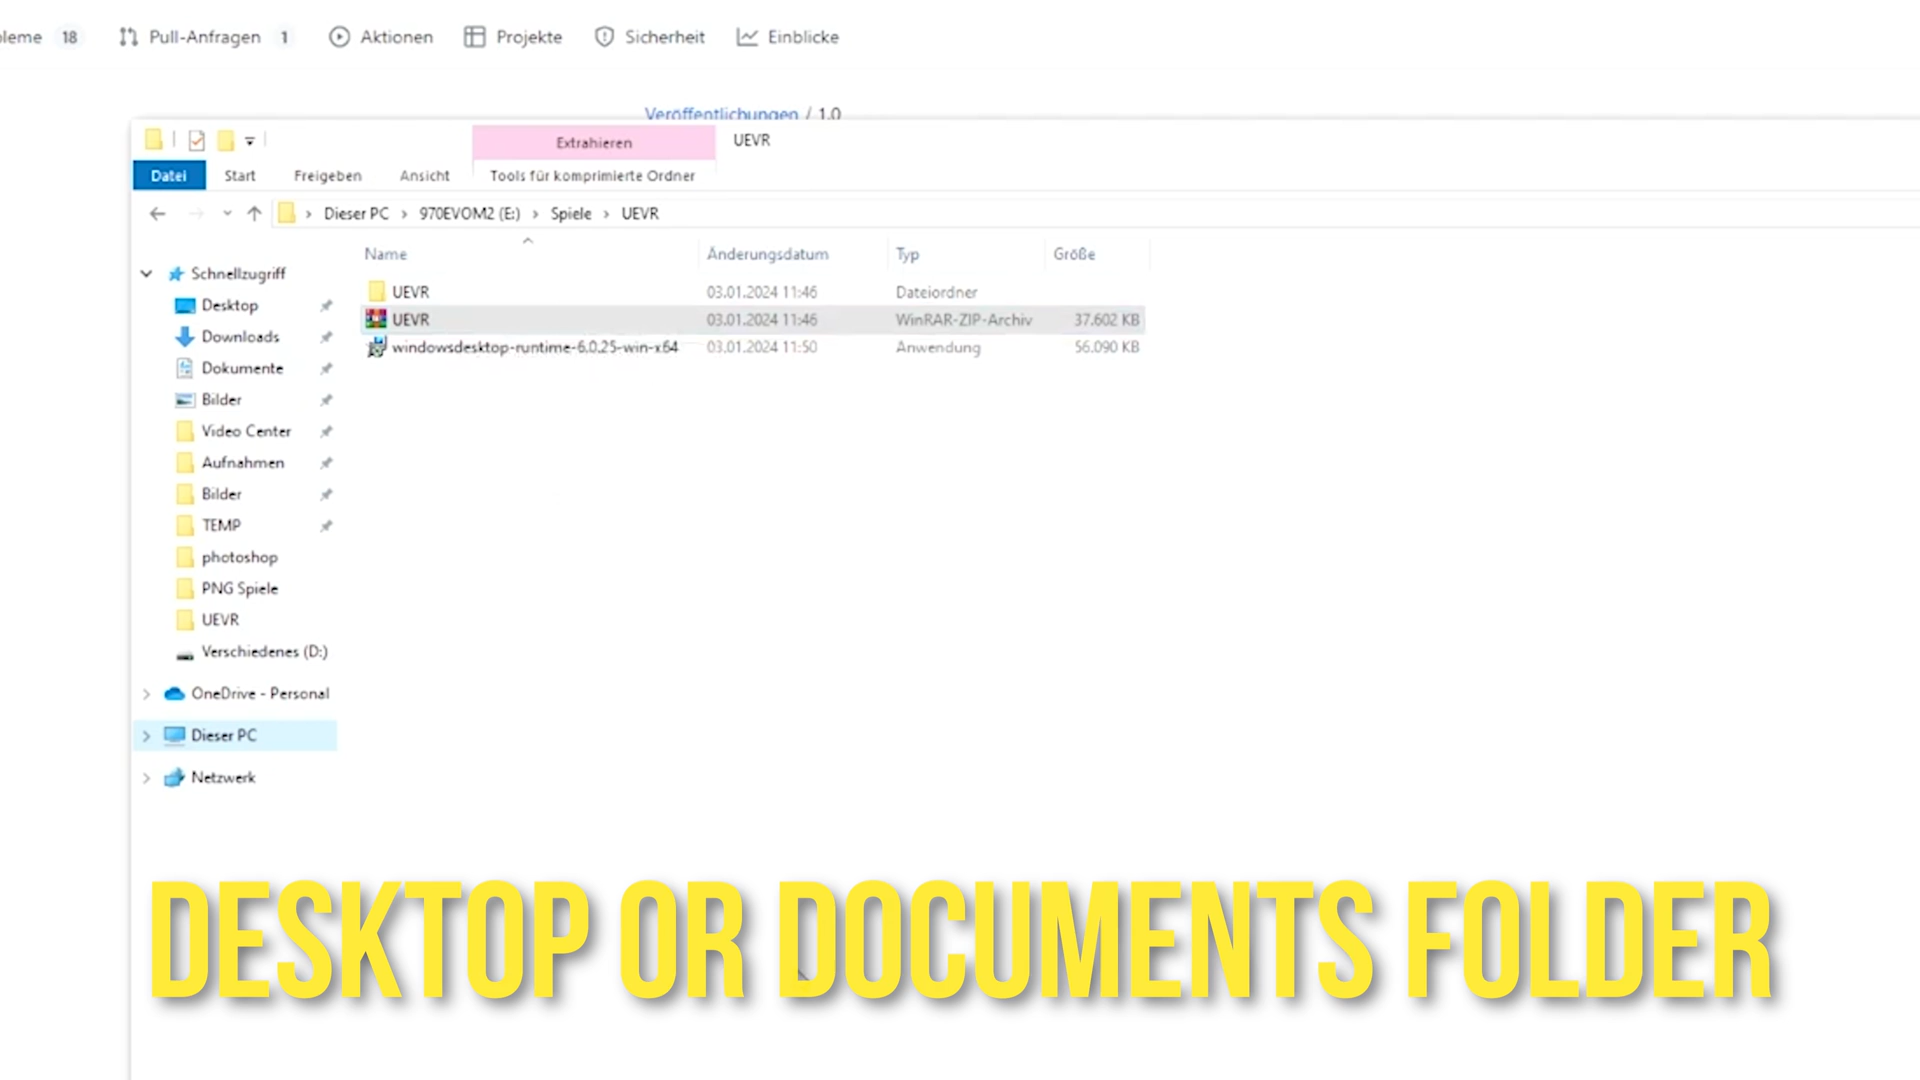 bleme 18 Pull-Anfragen 1 Aktionen Projekte Sicherheit Einblicke
Veröffentlichungen / 1.0
Extrahieren UEVR
Datei Start Freigeben Ansicht Tools für komprimierte Ordner
Dieser PC 970EVOM2 (E:) Spiele UEVR
Name Änderungsdatum Typ Größe
Schnellzugriff
Desktop
Downloads
Dokumente
Bilder
Video Center
Aufnahmen
Bilder
TEMP
photoshop
PNG Spiele
UEVR
Verschiedenes (D:)
OneDrive - Personal
Dieser PC
Netzwerk
UEVR 03.01.2024 11:46 Dateiordner
UEVR 03.01.2024 11:46 WinRAR-ZIP-Archiv 37.602 KB
windowsdesktop-runtime-6.0.25-win-x64 03.01.2024 11:50 Anwendung 56.090 KB
DESKTOP OR DOCUMENTS FOLDER